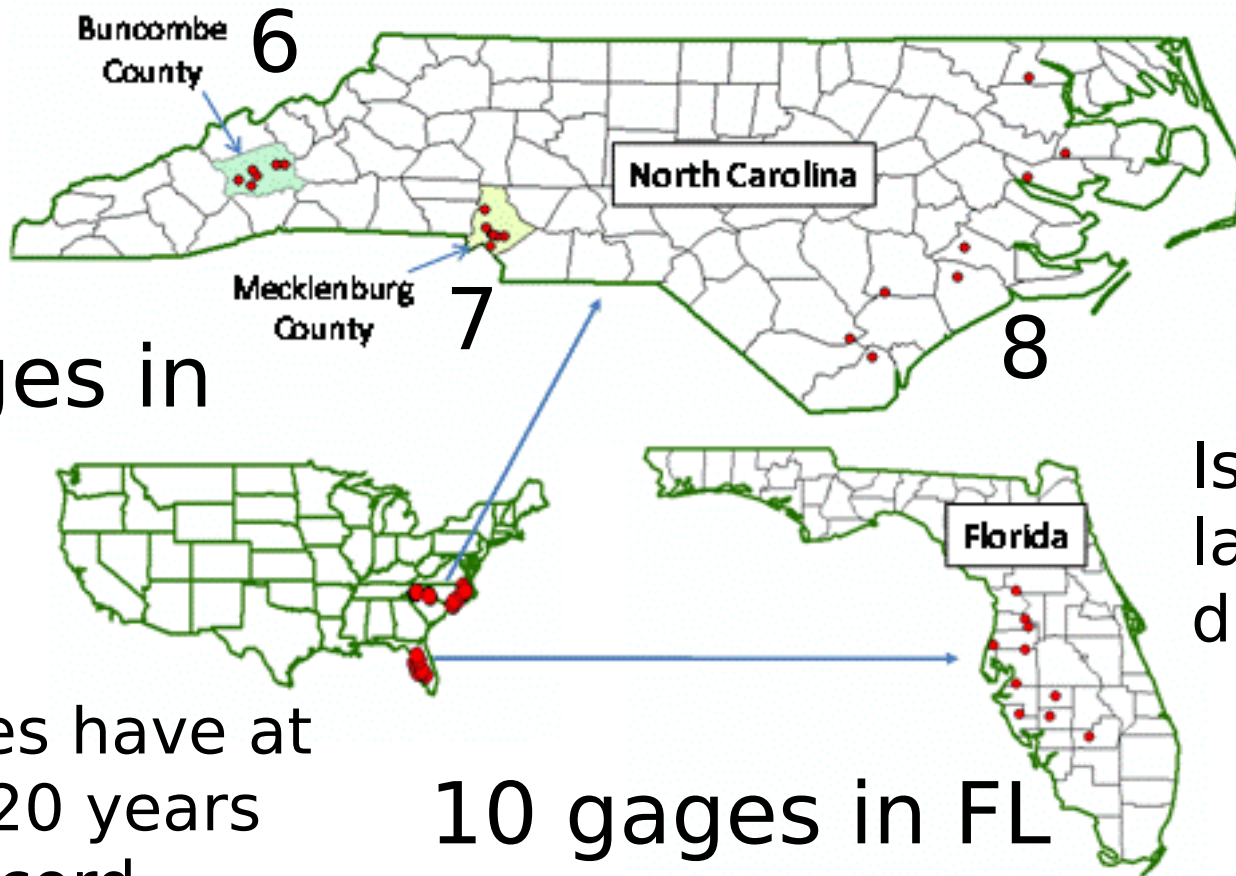 Buncombe
County
6
North Carolina
Mecklenburg
County
7
8
ges in
Florida
Is
la
d
es have at
20 years
cord
10 gages in FL